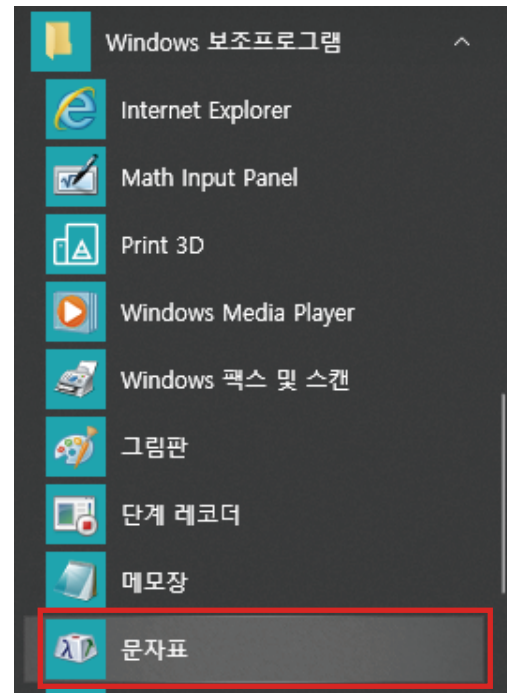 Windows 보조프로그램
Internet Explorer
Math Input Panel
Print 3D
Windows Media Player
Windows 팩스 및 스캔
그림판
단계 레코더
메모장
문자표